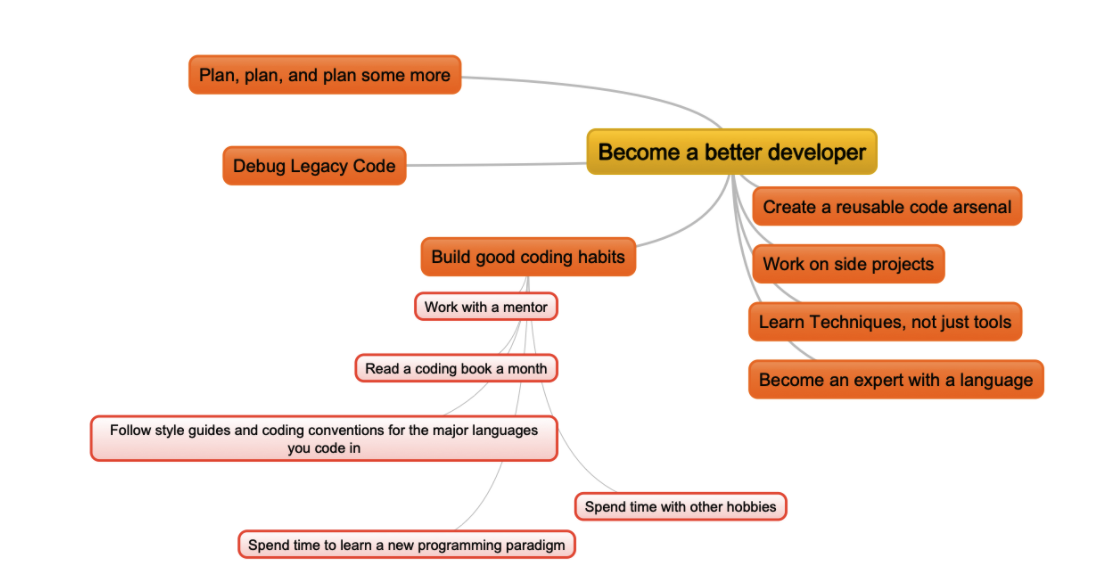 Plan, plan, and plan some more
Become a better developer
Debug Legacy Code
Create a reusable code arsenal
Build good coding habits
Work on side projects
Work with a mentor
Learn Techniques, not just tools
Read a coding book a month
Become an expert with a language
Follow style guides and coding conventions for the major languages
you code in
Spend time with other hobbies
Spend time to learn a new programming paradigm